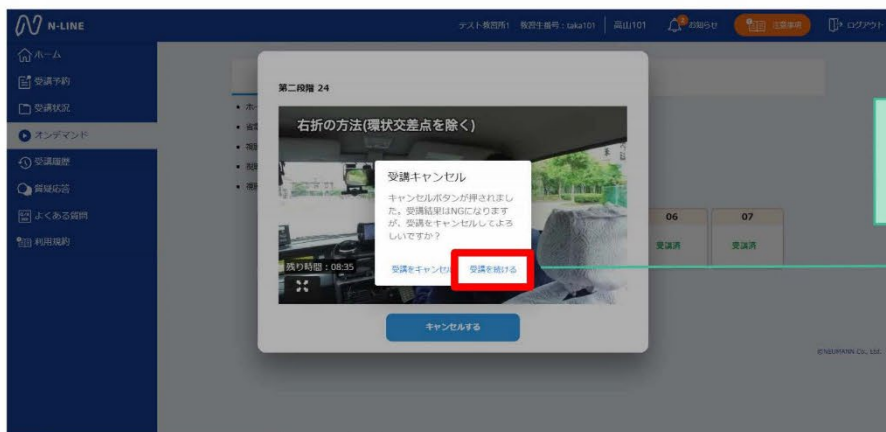 N-LINE
テスト教習所1 教習生番号：taka101 高山101 お知らせ 注意事項 ログアウト
ホーム
受講予約
受講状況
オンデマンド
受講履歴
質疑応答
よくある質問
利用規約
第二段階 24
右折の方法(環状交差点を除く)
受講キャンセル
キャンセルボタンが押されまし
た。受講結果はNGになります
が、受講をキャンセルしてよろ
しいですか？
受講をキャンセル 受講を続ける
残り時間：08:35
キャンセルする
06 07
受講済 受講済